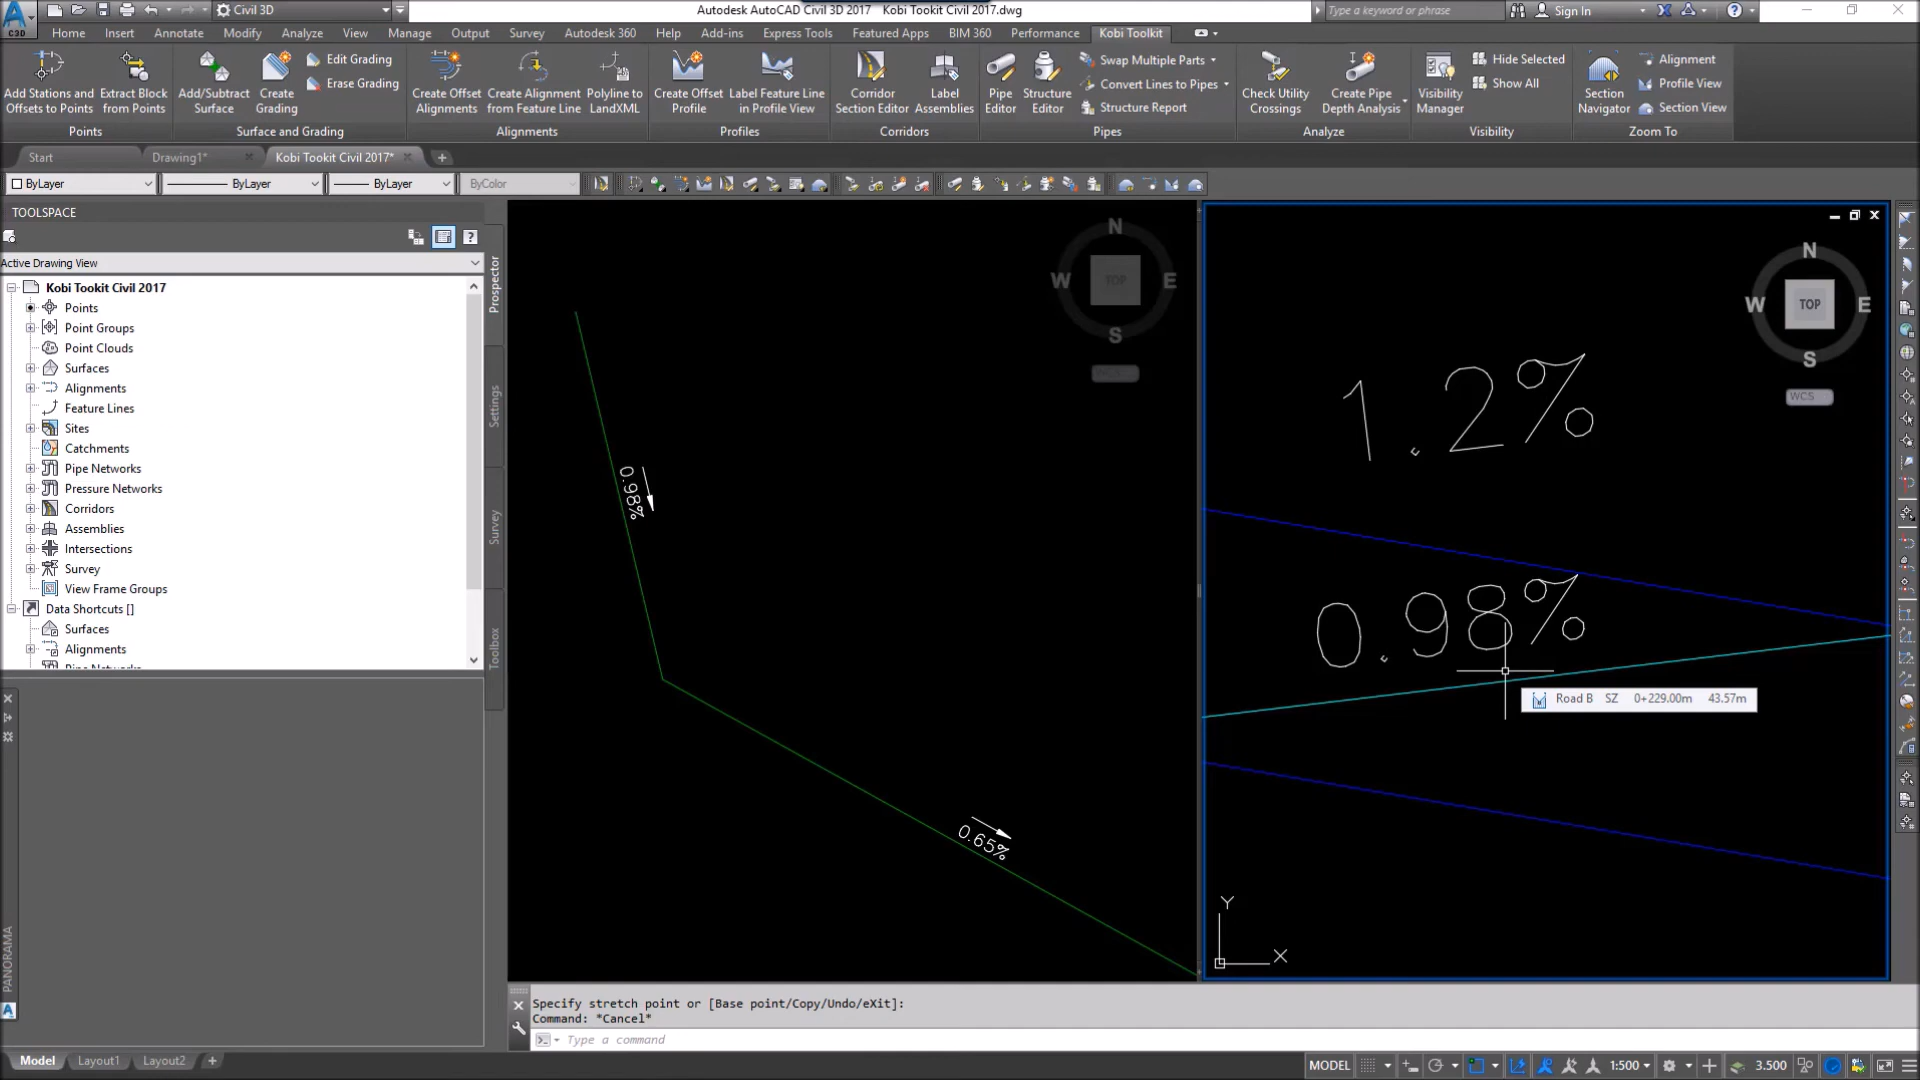 C3D
Civil 3D
Autodesk AutoCAD Civil 3D 2017 Kobi Tookit Civil 2017.dwg
Type a keyword or phrase
Sign In
Home Insert Annotate Modify Analyze View Manage Output Survey Autodesk 360 Help Add-ins Express Tools Featured Apps BIM 360 Performance Kobi Toolkit
Add Stations and Offsets to Points
Extract Block from Points
Points
Add/Subtract Surface
Create Grading
Edit Grading
Erase Grading
Surface and Grading
Create Offset Alignments
Create Alignment from Feature Line
Polyline to LandXML
Alignments
Create Offset Profile
Label Feature Line in Profile View
Profiles
Corridor Section Editor
Label Assemblies
Corridors
Pipe Editor
Structure Editor
Swap Multiple Parts
Convert Lines to Pipes
Structure Report
Pipes
Check Utility Crossings
Create Pipe Depth Analysis
Analyze
Visibility Manager
Hide Selected
Show All
Visibility
Section Navigator
Alignment
Profile View
Section View
Zoom To
Start Drawing1* Kobi Tookit Civil 2017*
ByLayer ByLayer ByLayer ByColor
TOOLSPACE
Active Drawing View
Kobi Tookit Civil 2017
Points
Point Groups
Point Clouds
Surfaces
Alignments
Feature Lines
Sites
Catchments
Pipe Networks
Pressure Networks
Corridors
Assemblies
Intersections
Survey
View Frame Groups
Data Shortcuts []
Surfaces
Alignments
Prospector
Settings
Survey
Toolbox
PANORAMA
N
W TOP E
S
0.98%
0.65%
N
W TOP E
S
WCS
1.2%
0.98%
Road B SZ 0+229.00m 43.57m
Y
X
Specify stretch point or [Base point/Copy/Undo/eXit]:
Command: *Cancel*
Type a command
Model Layout1 Layout2
MODEL 1:500 3.500